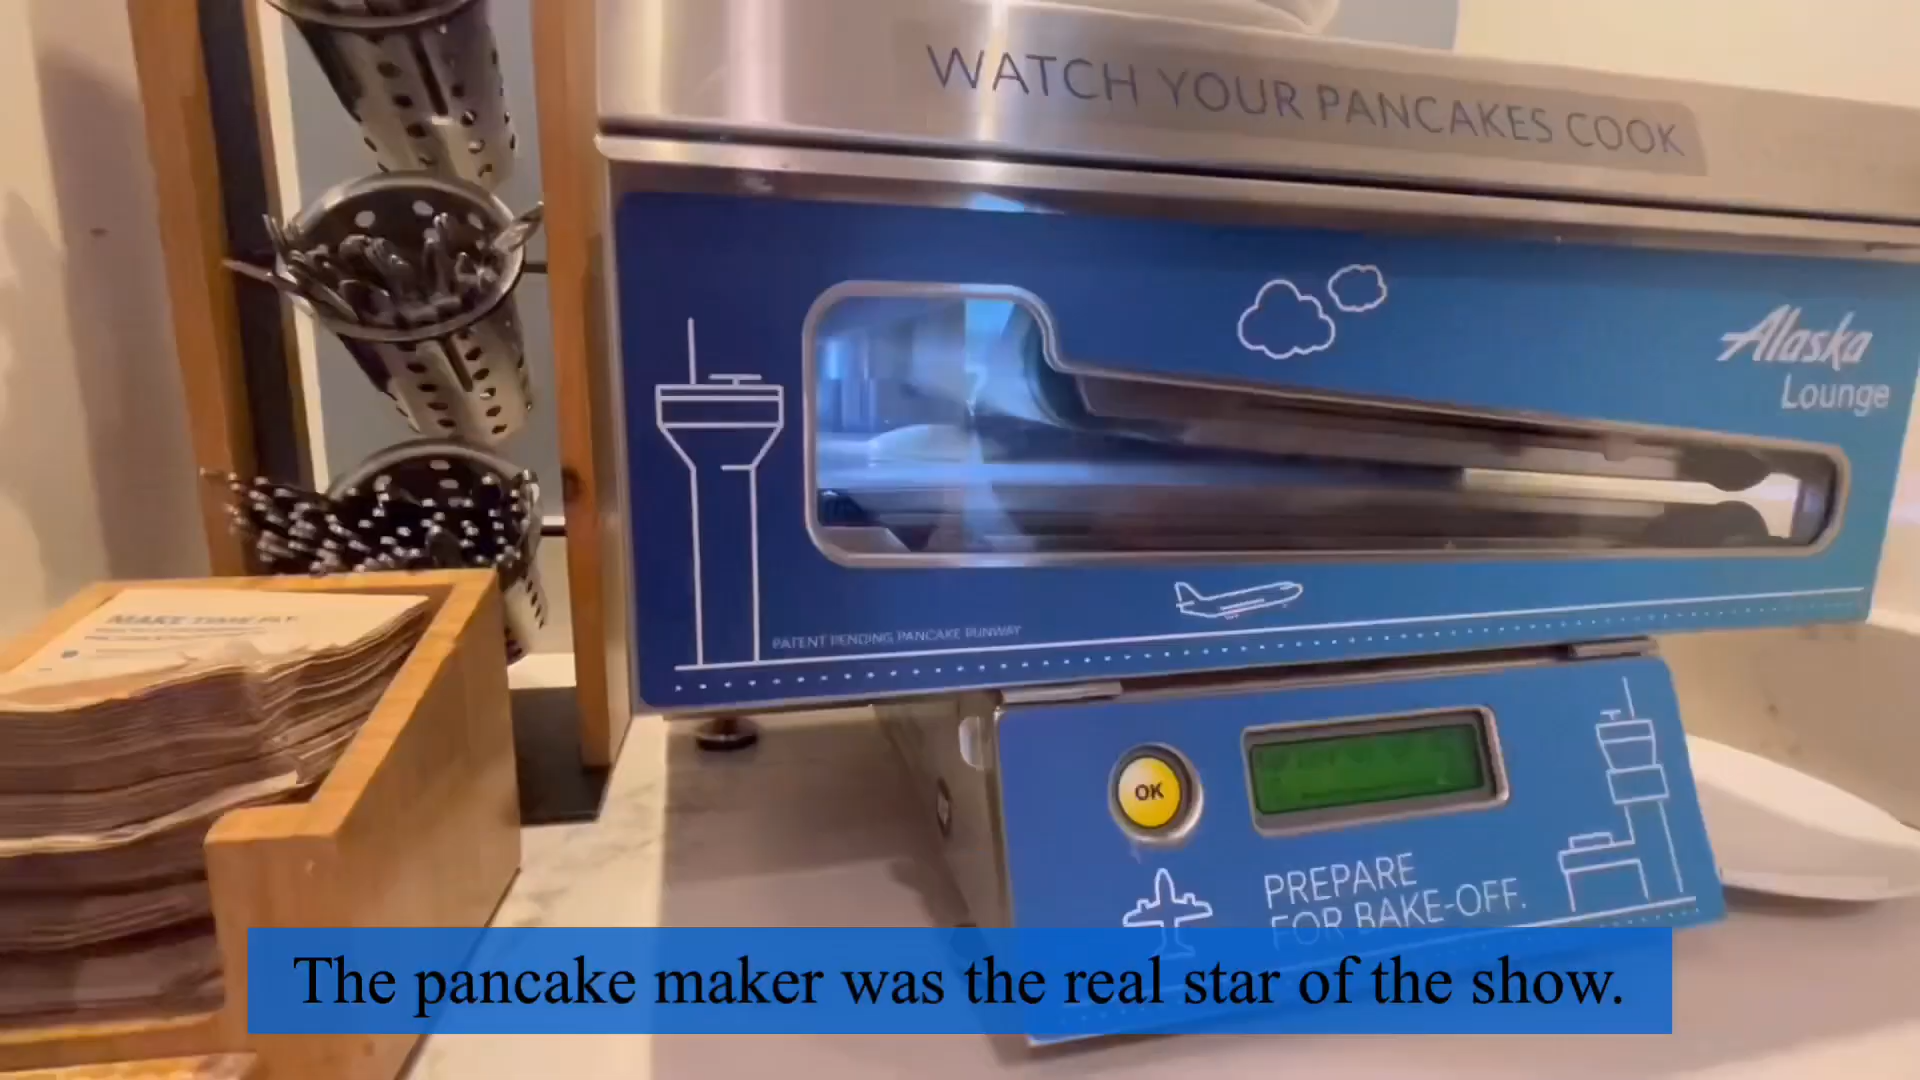 WATCH YOUR PANCAKES COOK
Alaska
Lounge
PATENT PENDING PANCAKE RUNWAY
OK
PREPARE
FOR BAKE-OFF.
The pancake maker was the real star of the show.